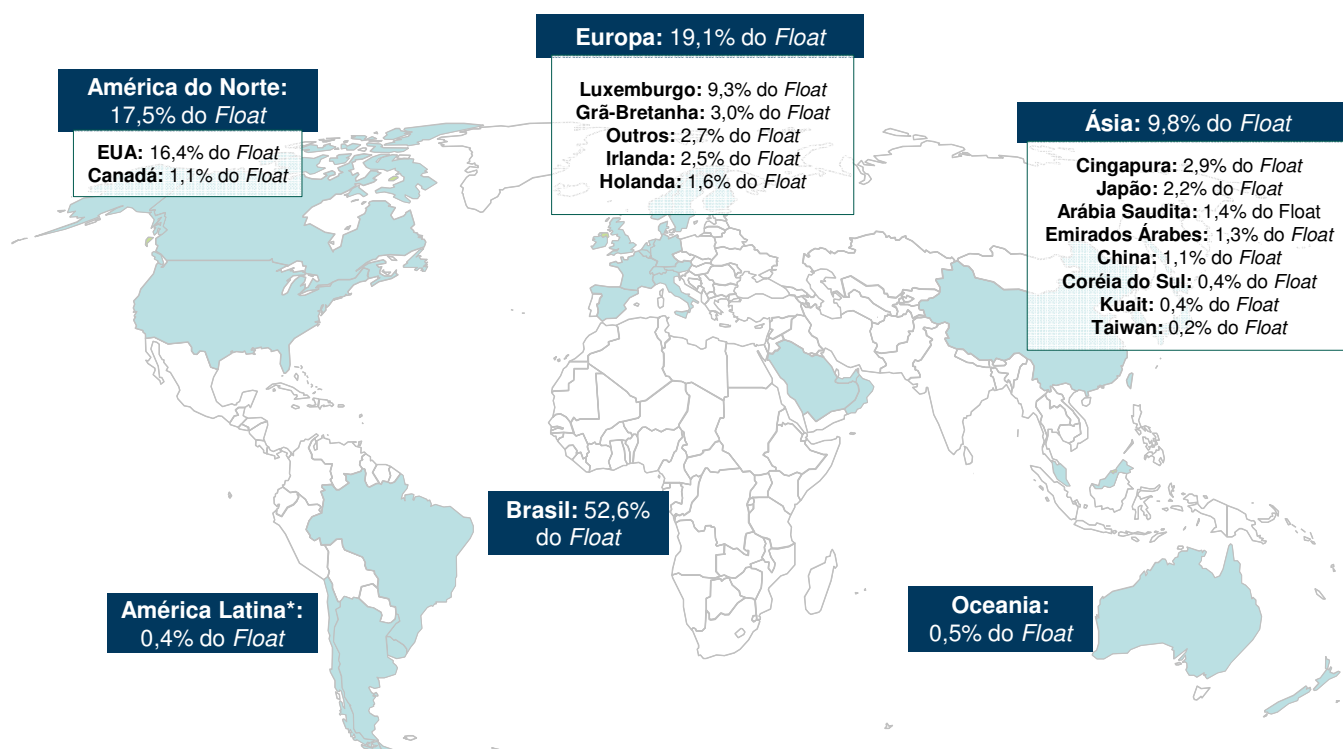 América do Norte:
17,5% do Float
EUA: 16,4% do Float
Canadá: 1,1% do Float
Europa: 19,1% do Float
Luxemburgo: 9,3% do Float
Grã-Bretanha: 3,0% do Float
Outros: 2,7% do Float
Irlanda: 2,5% do Float
Holanda: 1,6% do Float
Ásia: 9,8% do Float
Cingapura: 2,9% do Float
Japão: 2,2% do Float
Arábia Saudita: 1,4% do Float
Emirados Árabes: 1,3% do Float
China: 1,1% do Float
Coréia do Sul: 0,4% do Float
Kuait: 0,4% do Float
Taiwan: 0,2% do Float
Brasil: 52,6%
do Float
América Latina*:
0,4% do Float
Oceania:
0,5% do Float